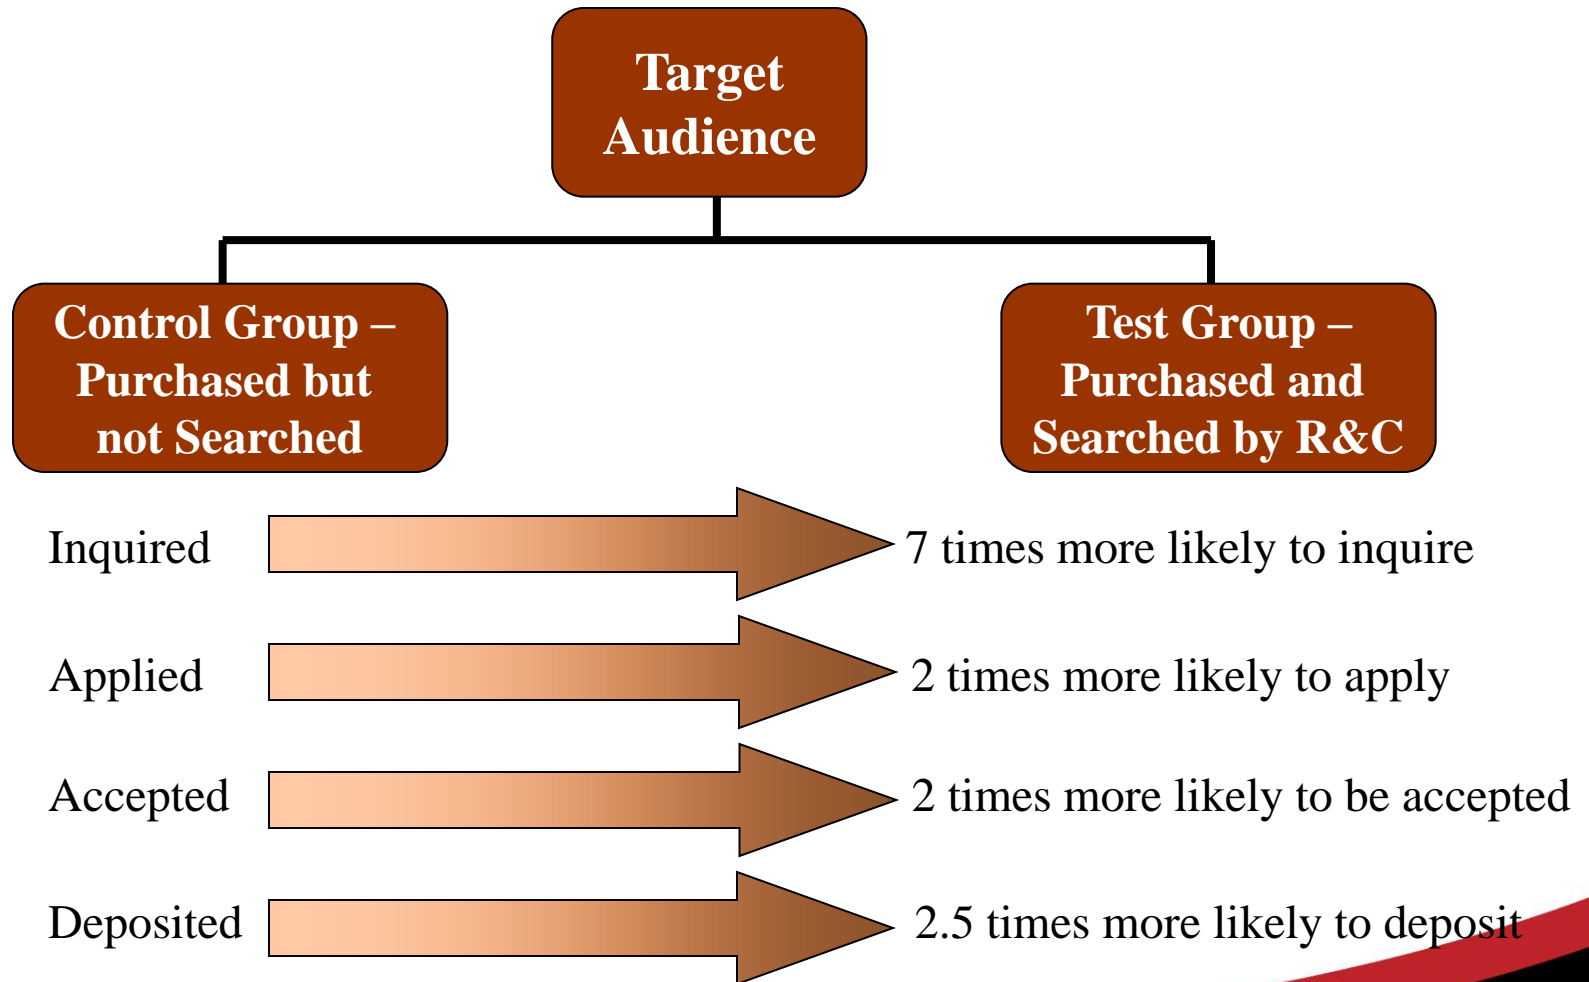 Target
Audience
Control Group –
Purchased but
not Searched
Test Group –
Purchased and
Searched by R&C
Inquired
7 times more likely to inquire
Applied
2 times more likely to apply
Accepted
2 times more likely to be accepted
Deposited
2.5 times more likely to deposit